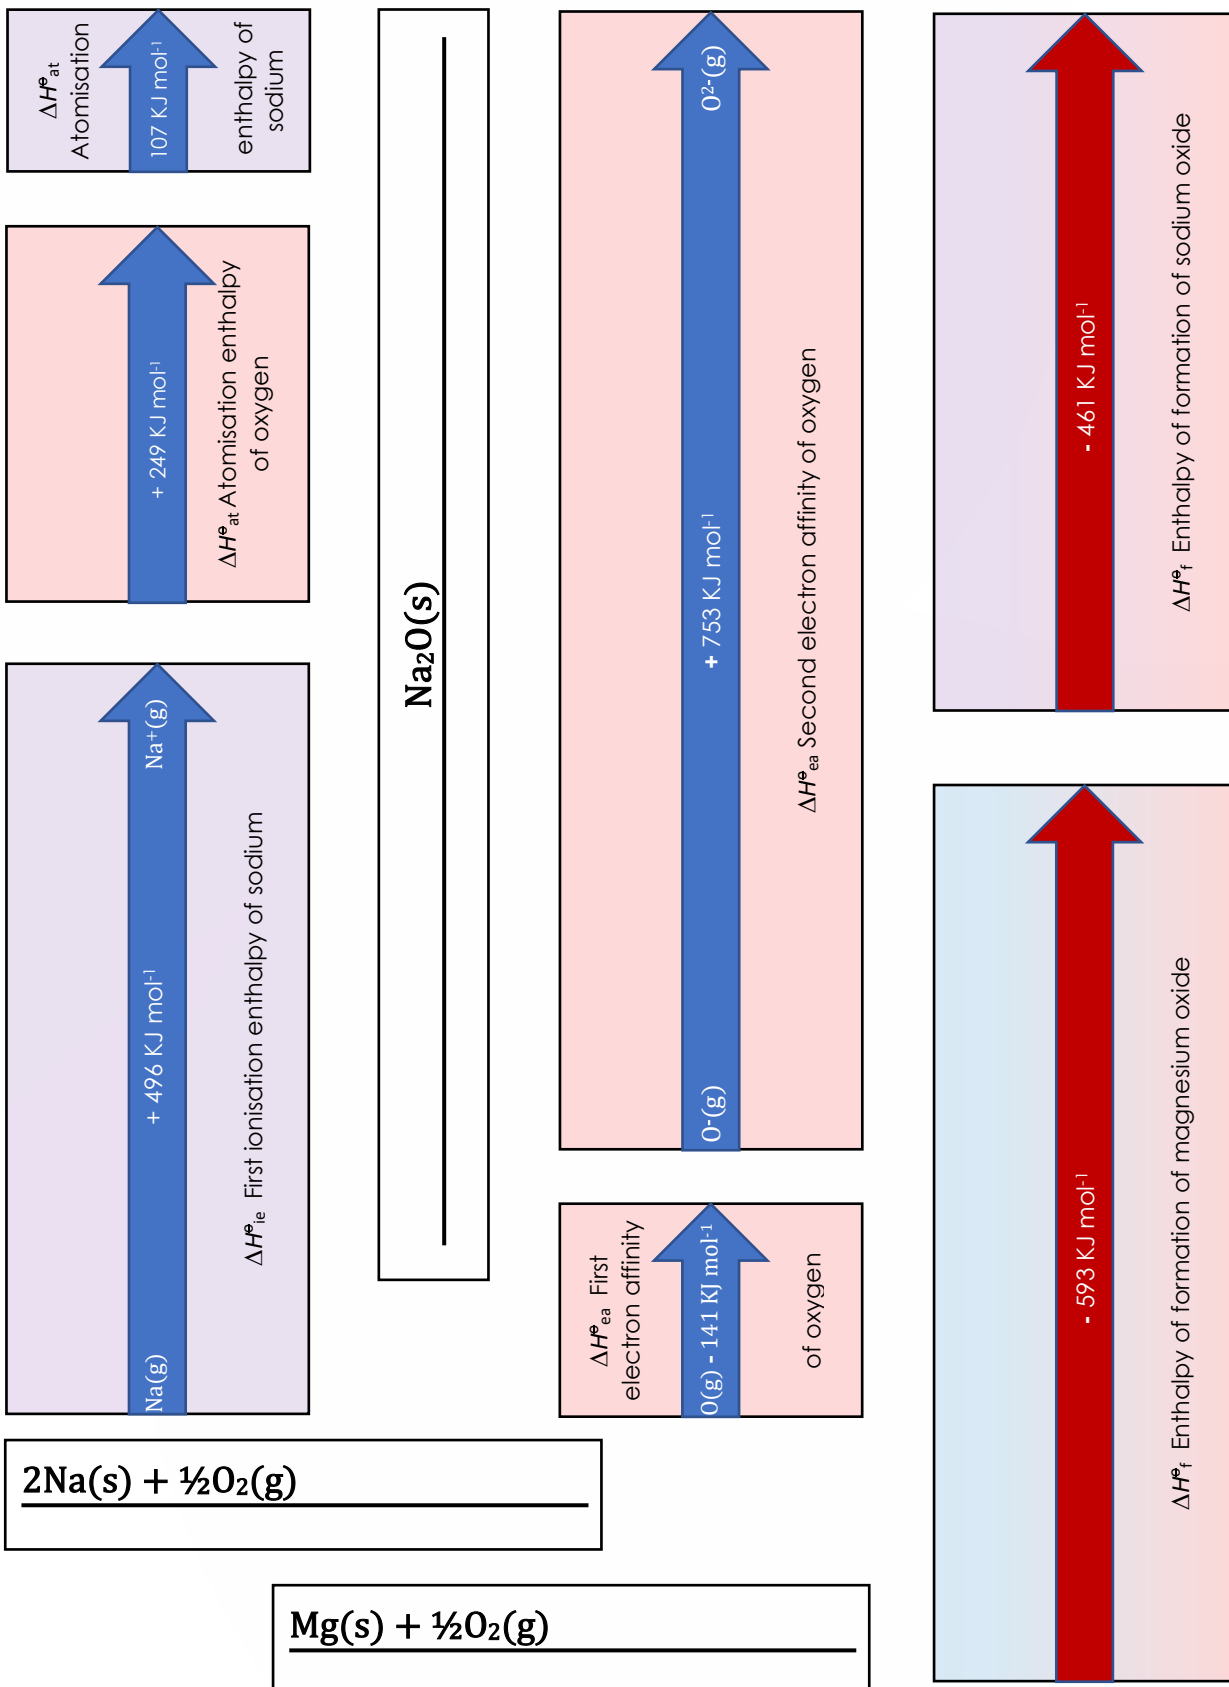 ΔH⦵at
Atomisation
107 KJ mol-1
enthalpy of
sodium
+ 249 KJ mol-1
ΔH⦵at Atomisation enthalpy
of oxygen
Na(g)
+ 496 KJ mol-1
Na+(g)
ΔH⦵ie First ionisation enthalpy of sodium
Na₂O(s)
O-(g)
+ 753 KJ mol-1
O2-(g)
ΔH⦵ea Second electron affinity of oxygen
ΔH⦵ea First
electron affinity
O(g) - 141 KJ mol-1
of oxygen
- 461 KJ mol-1
ΔH⦵f Enthalpy of formation of sodium oxide
- 593 KJ mol-1
ΔH⦵f Enthalpy of formation of magnesium oxide
2Na(s) + ½O₂(g)
Mg(s) + ½O₂(g)